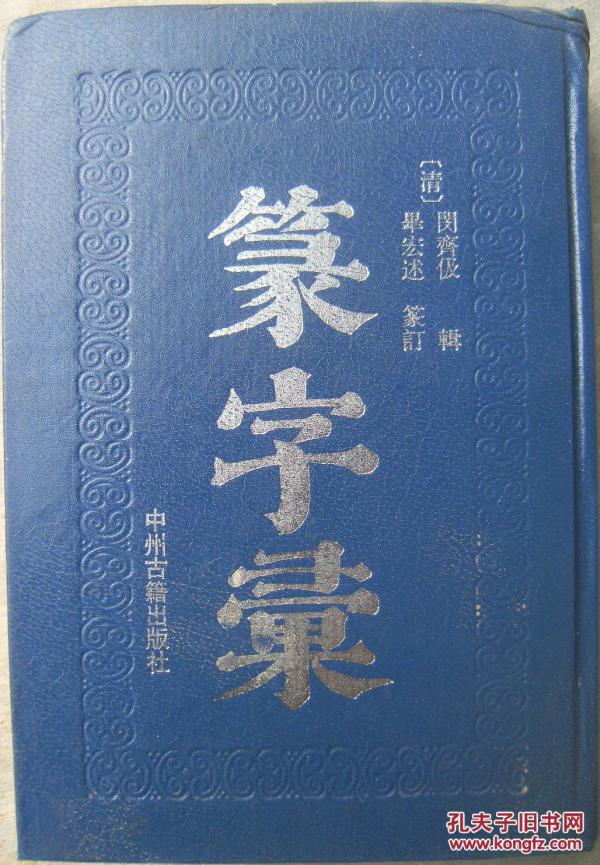 〔清〕
閔齊伋 輯
畢宏述 篆訂
篆字彙
中州古籍出版社
孔夫子旧书网
www.kongfz.com